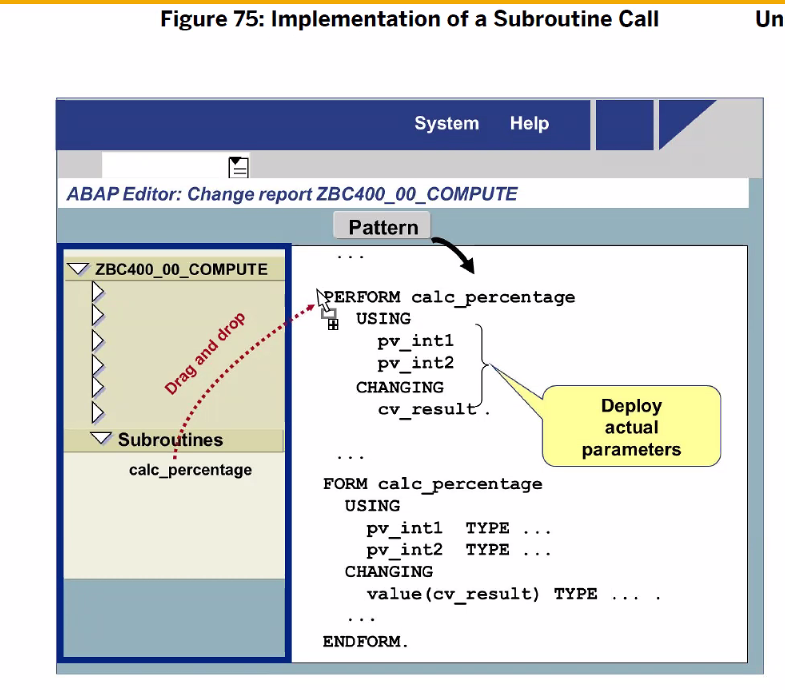 Figure 75: Implementation of a Subroutine Call
Un
System Help
ABAP Editor: Change report ZBC400_00_COMPUTE
Pattern
ZBC400_00_COMPUTE
Subroutines
calc_percentage
Drag and drop
...
PERFORM calc_percentage
USING
pv_int1
pv_int2
CHANGING
cv_result .
Deploy
actual
parameters
...
FORM calc_percentage
USING
pv_int1 TYPE ...
pv_int2 TYPE ...
CHANGING
value(cv_result) TYPE ... .
...
ENDFORM.